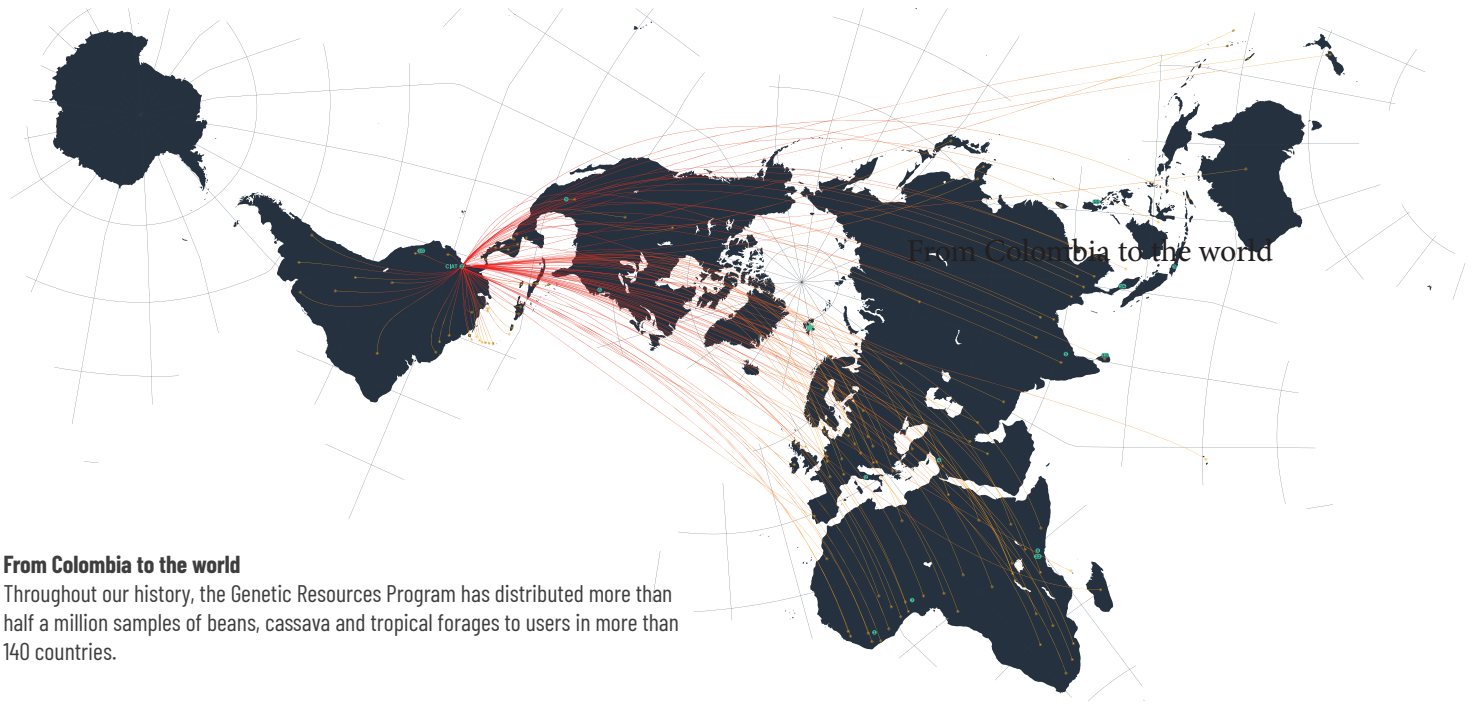 From Colombia to the world
CIAT
From Colombia to the world
Throughout our history, the Genetic Resources Program has distributed more than
half a million samples of beans, cassava and tropical forages to users in more than
140 countries.